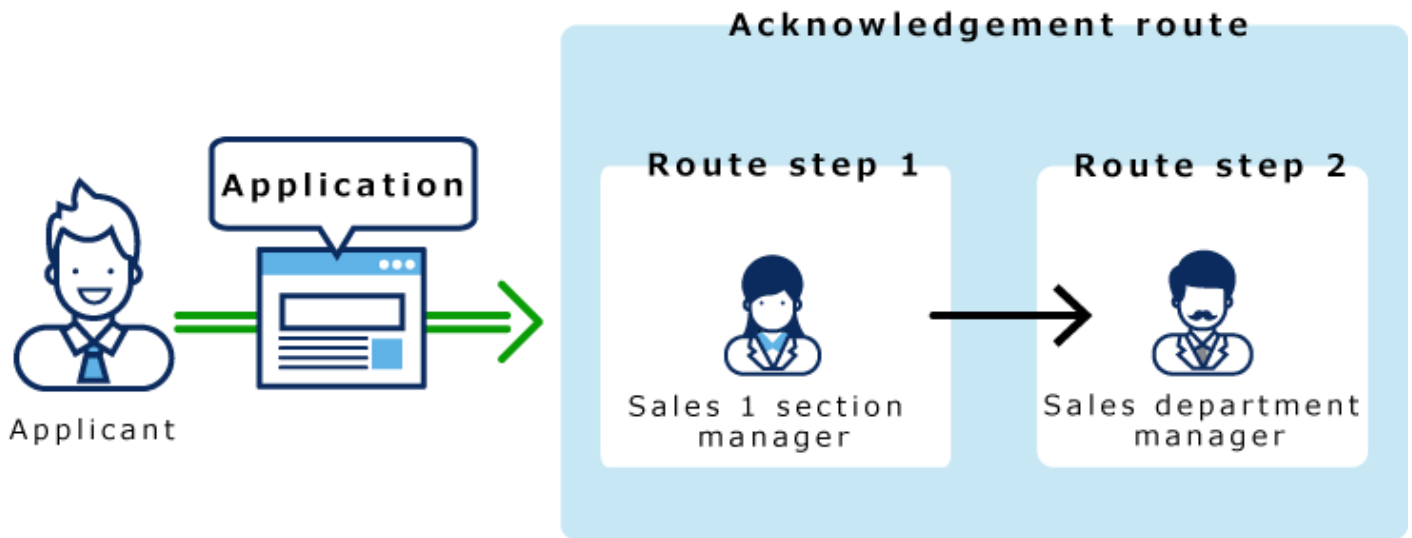 Acknowledgement route
Application
Applicant
Route step 1
Sales 1 section
manager
Route step 2
Sales department
manager